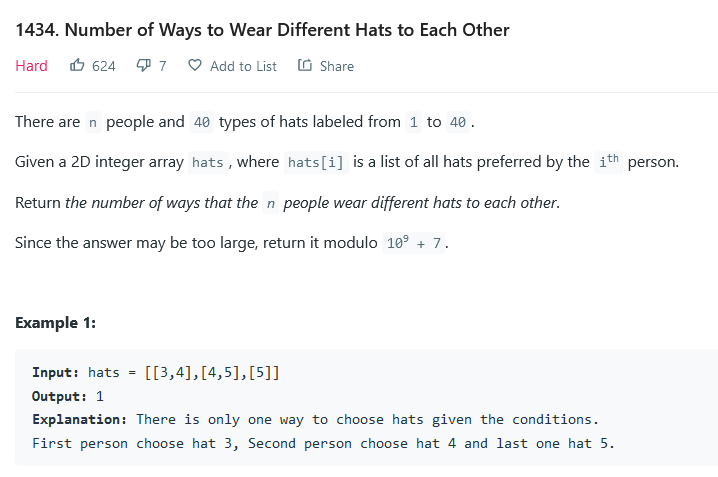 1434. Number of Ways to Wear Different Hats to Each Other
Hard 624 7 Add to List Share
There are n people and 40 types of hats labeled from 1 to 40.
Given a 2D integer array hats, where hats[i] is a list of all hats preferred by the ith person.
Return the number of ways that the n people wear different hats to each other.
Since the answer may be too large, return it modulo 10⁹ + 7.
Example 1:
Input: hats = [[3,4],[4,5],[5]]
Output: 1
Explanation: There is only one way to choose hats given the conditions.
First person choose hat 3, Second person choose hat 4 and last one hat 5.